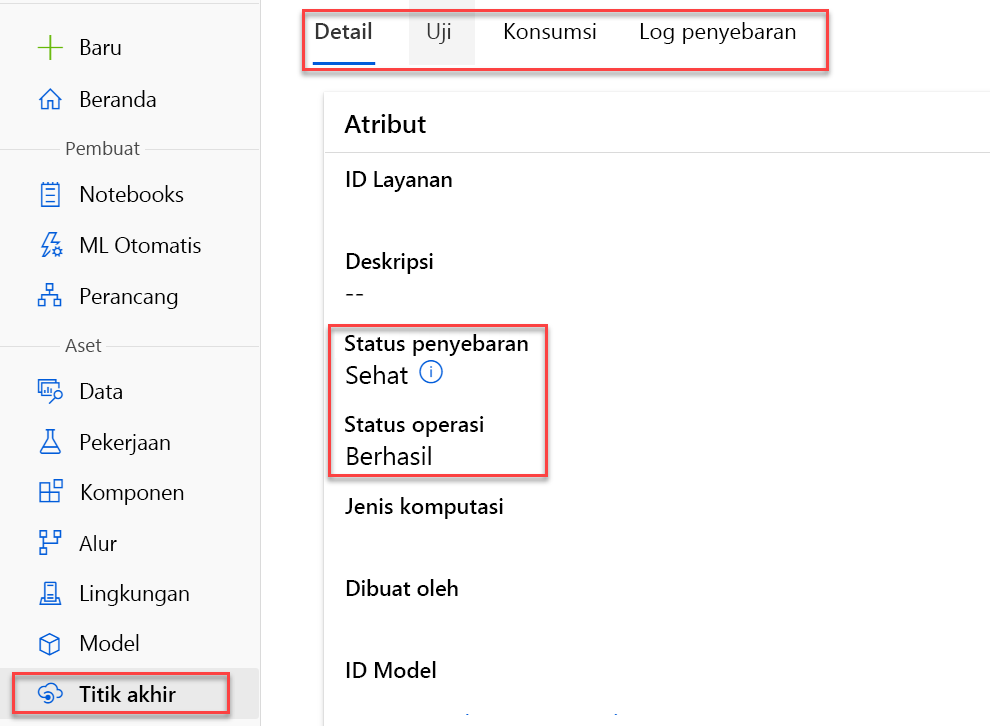 Baru
Beranda
Pembuat
Notebooks
ML Otomatis
Perancang
Aset
Data
Pekerjaan
Komponen
Alur
Lingkungan
Model
Titik akhir
Detail Uji Konsumsi Log penyebaran
Atribut
ID Layanan
Deskripsi
--
Status penyebaran
Sehat
Status operasi
Berhasil
Jenis komputasi
Dibuat oleh
ID Model